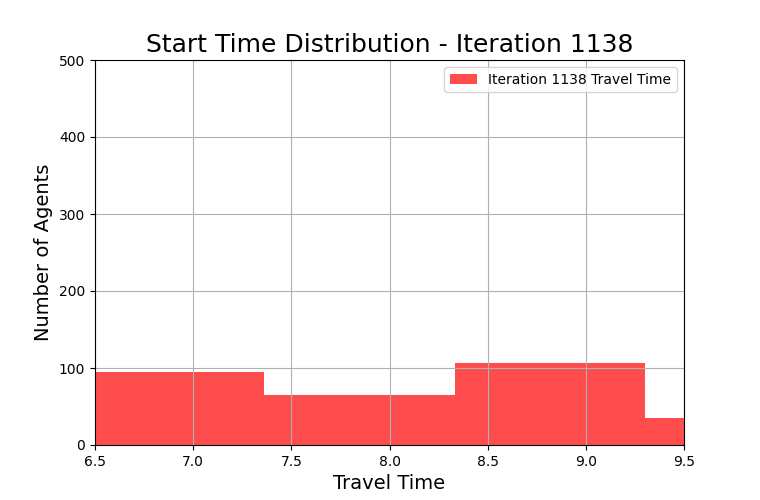 Start Time Distribution - Iteration 1138
Iteration 1138 Travel Time
Number of Agents
500
400
300
200
100
0
6.5 7.0 7.5 8.0 8.5 9.0 9.5
Travel Time